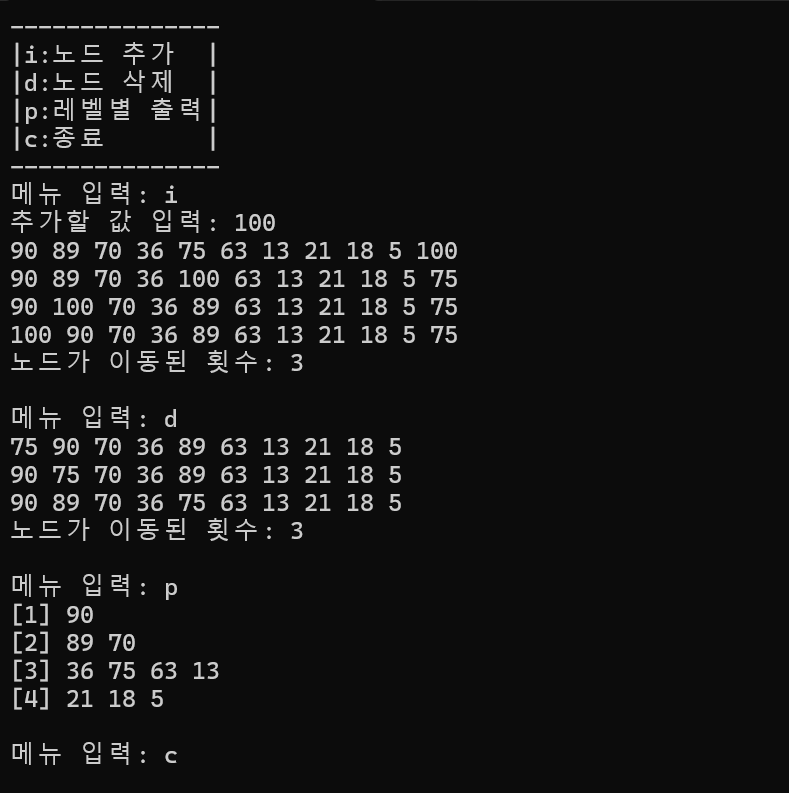 ---------------
|i:노드 추가  |
|d:노드 삭제  |
|p:레벨별 출력|
|c:종료       |
---------------
메뉴 입력: i
추가할 값 입력: 100
90 89 70 36 75 63 13 21 18 5 100
90 89 70 36 100 63 13 21 18 5 75
90 100 70 36 89 63 13 21 18 5 75
100 90 70 36 89 63 13 21 18 5 75
노드가 이동된 횟수: 3
메뉴 입력: d
75 90 70 36 89 63 13 21 18 5
90 75 70 36 89 63 13 21 18 5
90 89 70 36 75 63 13 21 18 5
노드가 이동된 횟수: 3
메뉴 입력: p
[1] 90
[2] 89 70
[3] 36 75 63 13
[4] 21 18 5
메뉴 입력: c